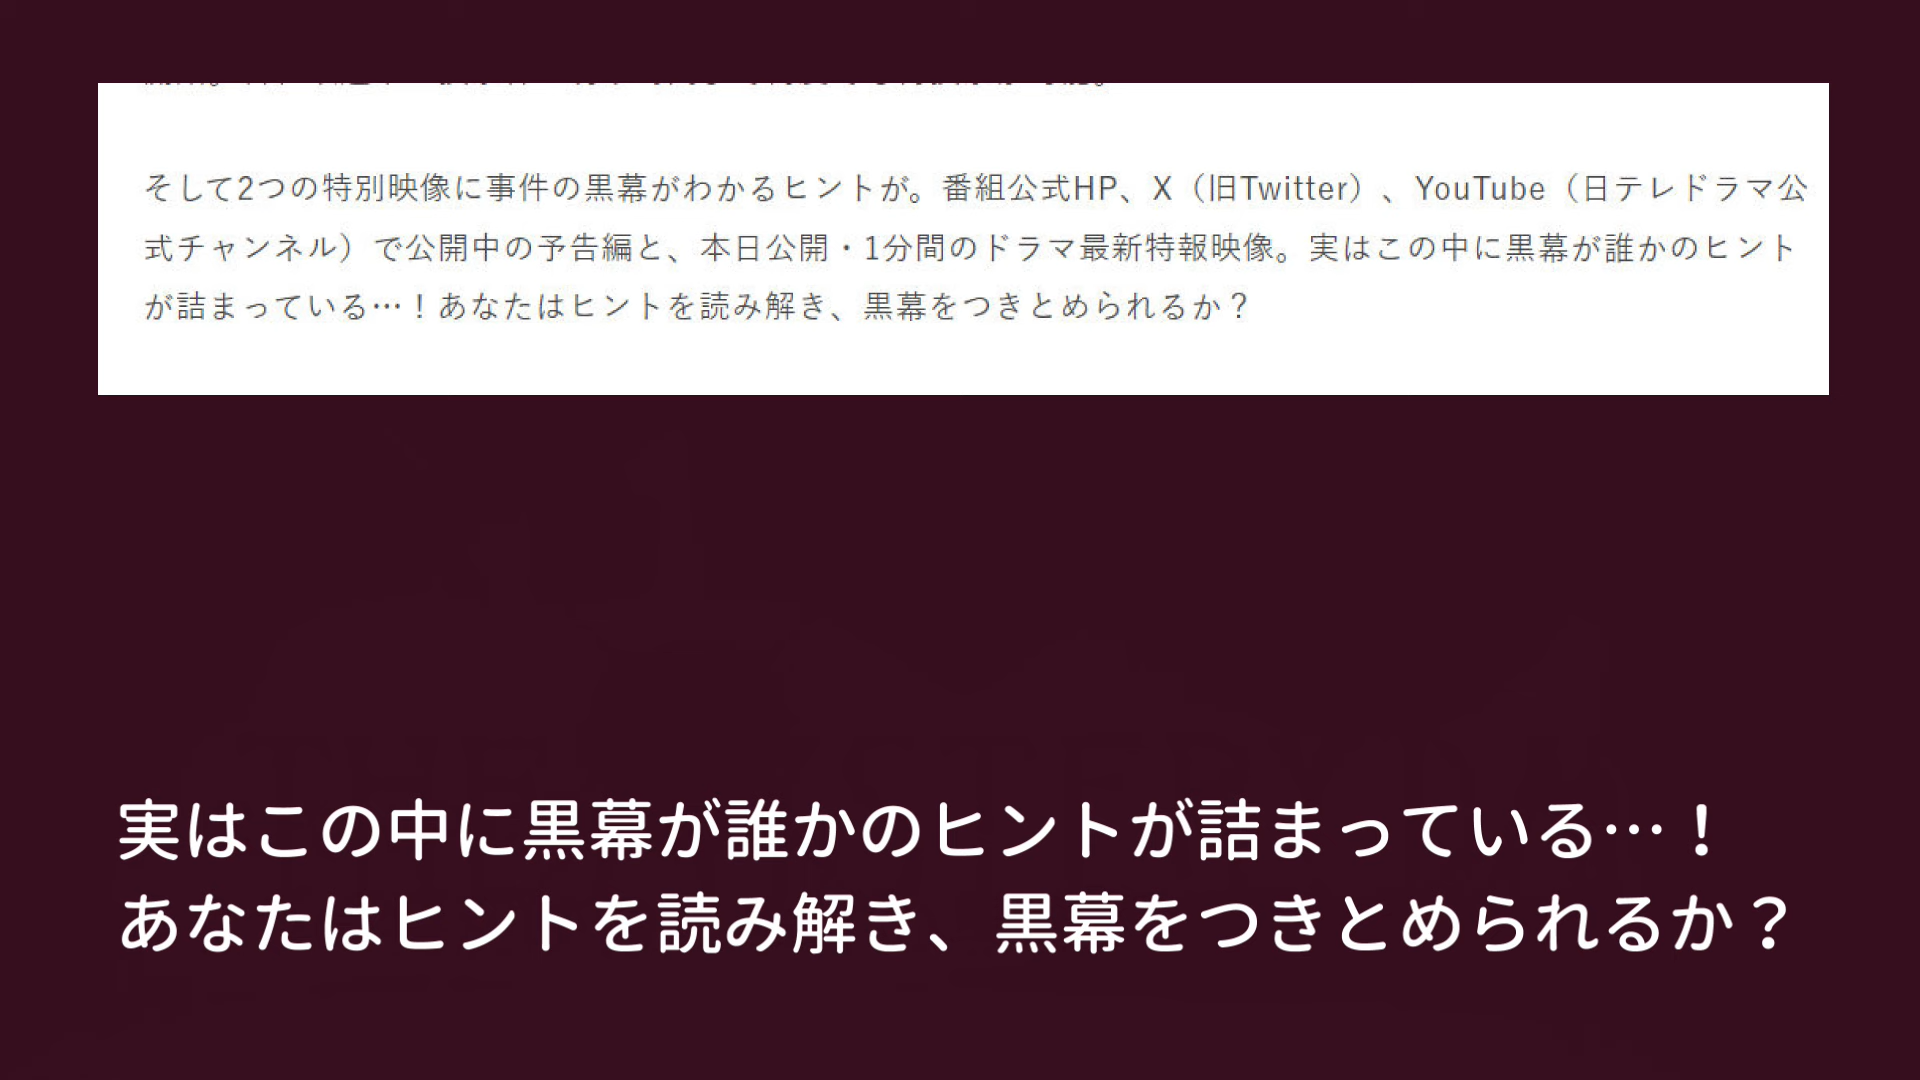 そして2つの特別映像に事件の黒幕がわかるヒントが。番組公式HP、X（旧Twitter）、YouTube（日テレドラマ公
式チャンネル）で公開中の予告編と、本日公開・1分間のドラマ最新特報映像。実はこの中に黒幕が誰かのヒント
が詰まっている…！あなたはヒントを読み解き、黒幕をつきとめられるか？
実はこの中に黒幕が誰かのヒントが詰まっている…！
あなたはヒントを読み解き、黒幕をつきとめられるか？